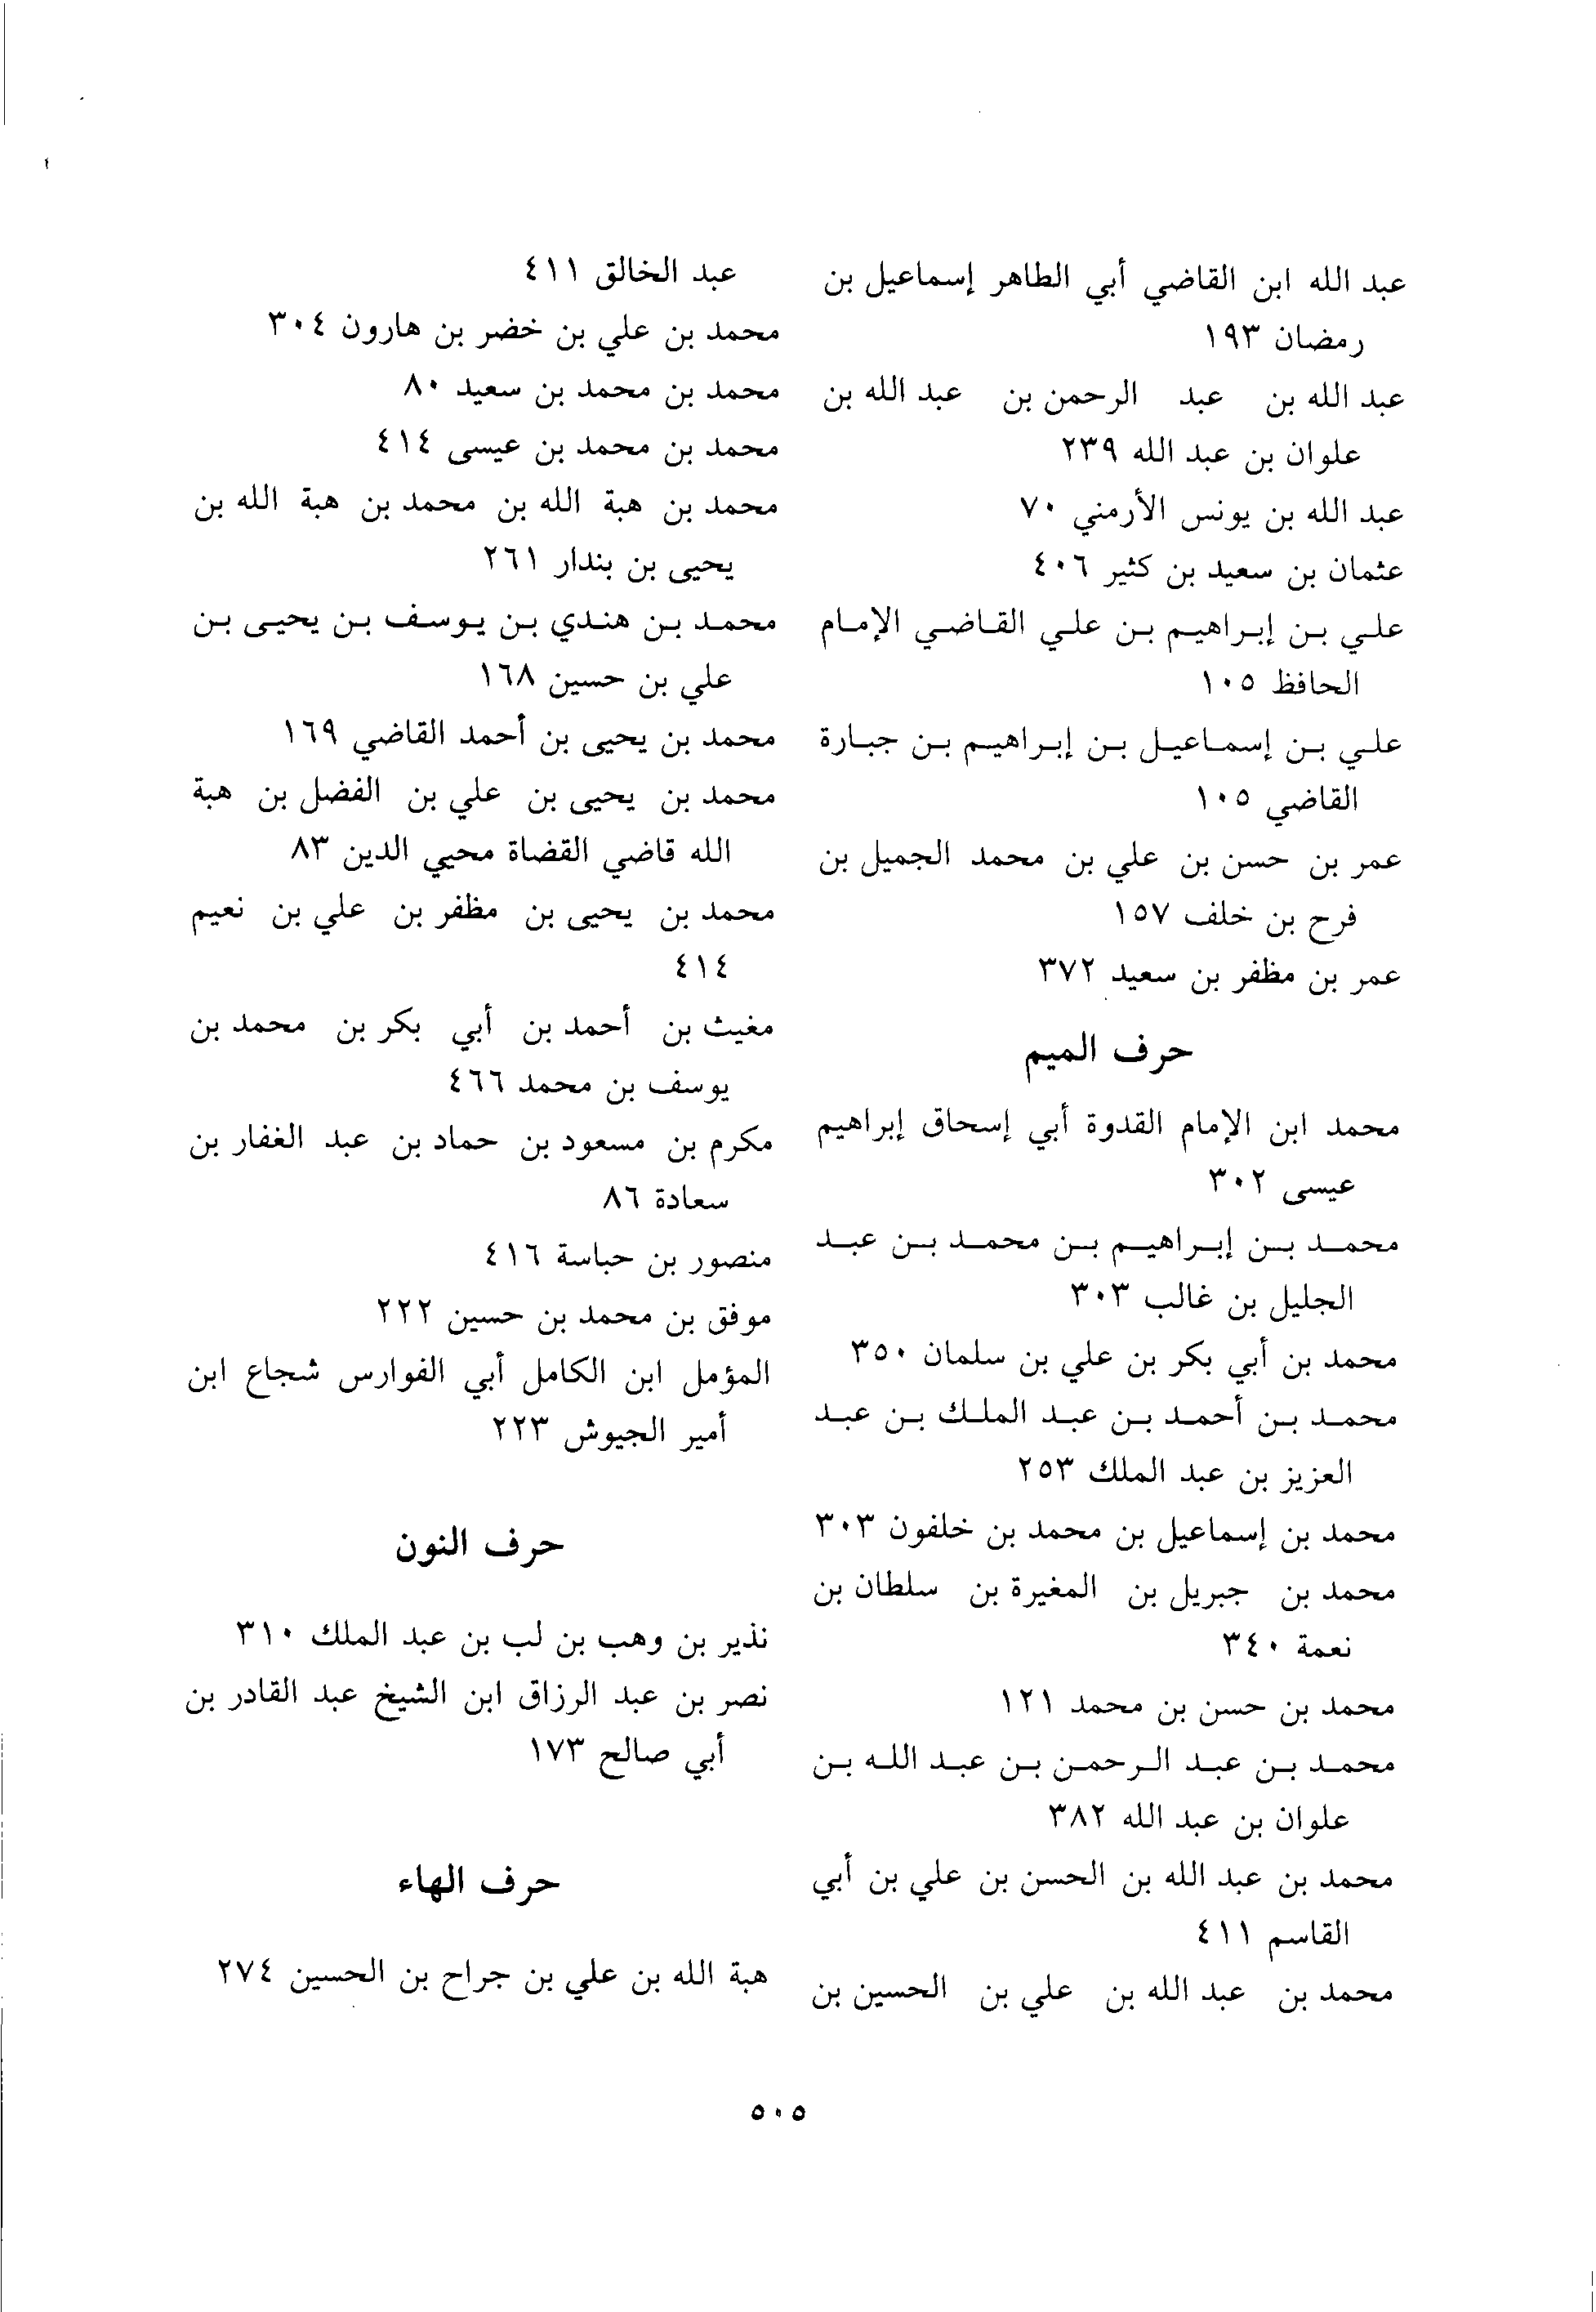 عبد الله ابن القاضي أبي الطاهر إسماعيل بن
رمضان ١٩٣
عبد الله بن عبد الرحمن بن عبد الله بن
علوان بن عبد الله ٢٣٩
عبد الله بن يونس الأرمني ٧٠
عثمان بن سعيد بن كثير ٤٠٦
علي بن إبراهيم بن علي القاضي الإمام
الحافظ ١٠٥
علي بن إسماعيل بن إبراهيم بن جبارة
القاضي ١٠٥
عمر بن حسن بن علي بن محمد الجميل بن
فرح بن خلف ١٥٧
عمر بن مظفر بن سعيد ٣٧٢
حرف الميم
محمد ابن الإمام القدوة أبي إسحاق إبراهيم
عيسى ٣٠٢
محمد بن إبراهيم بن محمد بن عبد
الجليل بن غالب ٣٠٣
محمد بن أبي بكر بن علي بن سلمان ٣٥٠
محمد بن أحمد بن عبد الملك بن عبد
العزيز بن عبد الملك ٢٥٣
محمد بن إسماعيل بن محمد بن خلفون ٣٠٣
محمد بن جبريل بن المغيرة بن سلطان بن
نعمة ٣٤٠
محمد بن حسن بن محمد ١٢١
محمد بن عبد الرحمن بن عبد الله بن
علوان بن عبد الله ٣٨٢
محمد بن عبد الله بن الحسن بن علي بن أبي
القاسم ٤١١
محمد بن عبد الله بن علي بن الحسين بن
عبد الخالق ٤١١
محمد بن علي بن خضر بن هارون ٣٠٤
محمد بن محمد بن سعيد ٨٠
محمد بن محمد بن عيسى ٤١٤
محمد بن هبة الله بن محمد بن هبة الله بن
يحيى بن بندار ٢٦١
محمد بن هندي بن يوسف بن يحيى بن
علي بن حسين ١٦٨
محمد بن يحيى بن أحمد القاضي ١٦٩
محمد بن يحيى بن علي بن الفضل بن هبة
الله قاضي القضاة محيي الدين ٨٣
محمد بن يحيى بن مظفر بن علي بن نعيم
٤١٤
مغيث بن أحمد بن أبي بكر بن محمد بن
يوسف بن محمد ٤٦٦
مكرم بن مسعود بن حماد بن عبد الغفار بن
سعادة ٨٦
منصور بن حباسة ٤١٦
موفق بن محمد بن حسين ٢٢٢
المؤمل ابن الكامل أبي الفوارس شجاع ابن
أمير الجيوش ٢٢٣
حرف النون
نذير بن وهب بن لب بن عبد الملك ٣١٠
نصر بن عبد الرزاق ابن الشيخ عبد القادر بن
أبي صالح ١٧٣
حرف الهاء
هبة الله بن علي بن جراح بن الحسين ٢٧٤
٥٠٥